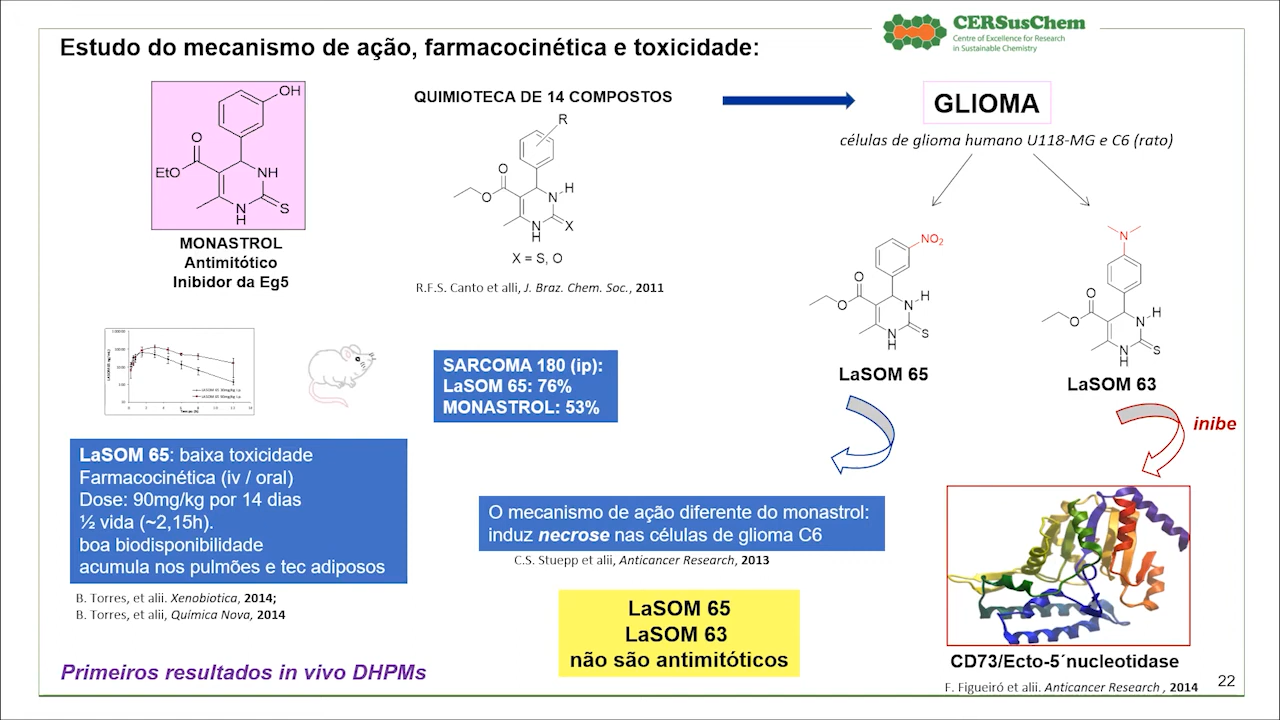 CERSusChem
Centre of Excellence for Research
in Sustainable Chemistry
Estudo do mecanismo de ação, farmacocinética e toxicidade:
OH
O
EtO
NH
N
H
S
MONASTROL
Antimitótico
Inibidor da Eg5
QUIMIOTECA DE 14 COMPOSTOS
R
O
O
N
H
N
H
X
X = S, O
R.F.S. Canto et alli, J. Braz. Chem. Soc., 2011
GLIOMA
células de glioma humano U118-MG e C6 (rato)
NO2
O
O
N
H
N
H
S
LaSOM 65
N
O
O
N
H
N
H
S
LaSOM 63
inibe
SARCOMA 180 (ip):
LaSOM 65: 76%
MONASTROL: 53%
LaSOM 65: baixa toxicidade
Farmacocinética (iv / oral)
Dose: 90mg/kg por 14 dias
½ vida (~2,15h).
boa biodisponibilidade
acumula nos pulmões e tec adiposos
B. Torres, et alii. Xenobiotica, 2014;
B. Torres, et alii, Química Nova, 2014
O mecanismo de ação diferente do monastrol:
induz necrose nas células de glioma C6
C.S. Stuepp et alii, Anticancer Research, 2013
LaSOM 65
LaSOM 63
não são antimitóticos
CD73/Ecto-5´nucleotidase
F. Figueiró et alii. Anticancer Research , 2014
Primeiros resultados in vivo DHPMs
22